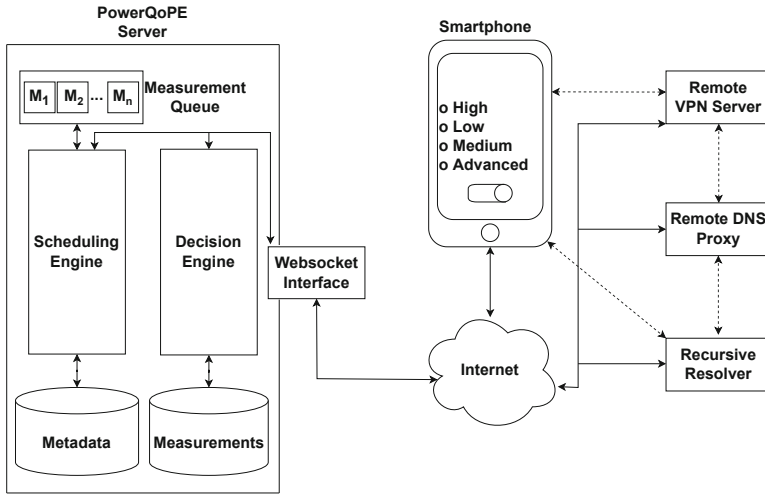 PowerQoPE
Server
M1 M2 ... Mn
Measurement
Queue
Scheduling
Engine
Decision
Engine
Websocket
Interface
Metadata
Measurements
Smartphone
o High
o Low
o Medium
o Advanced
Internet
Remote
VPN Server
Remote DNS
Proxy
Recursive
Resolver